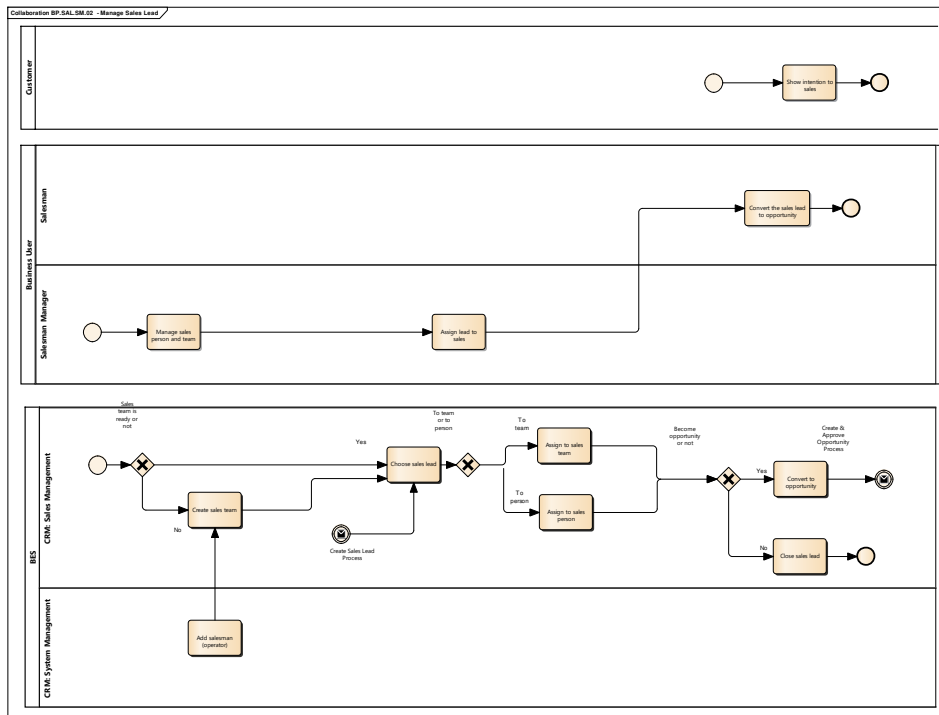 Collaboration BP.SAL.SM.02  - Manage Sales Lead
Customer
Show intention to
sales
Business User
Salesman
Convert the sales lead
to opportunity
Salesman Manager
Manage sales
person and team
Assign lead to
sales
BES
CRM: Sales Management
Sales
team is
ready or
not
Yes
No
Create sales team
Choose sales lead
Create Sales Lead
Process
To team
or to
person
To
team
Assign to sales
team
To
person
Assign to sales
person
Become
opportunity
or not
Yes
Convert to
opportunity
Create &
Approve
Opportunity
Process
No
Close sales lead
CRM: System Management
Add salesman
(operator)